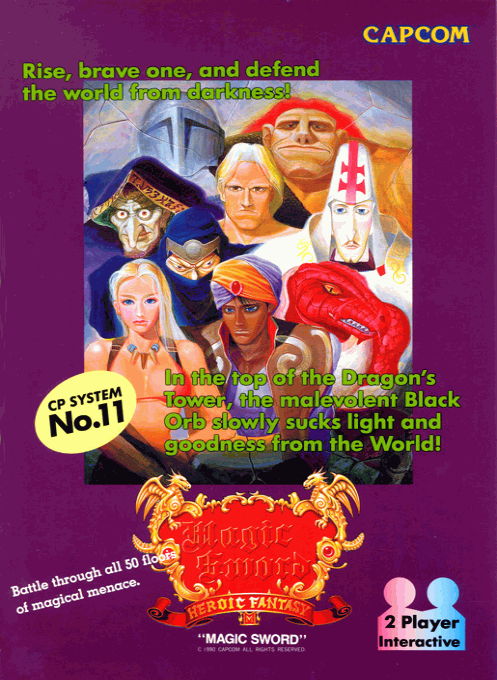 CAPCOM
Rise, brave one, and defend
the world from darkness!
CP SYSTEM
No.11
In the top of the Dragon's
Tower, the malevolent Black
Orb slowly sucks light and
goodness from the World!
Magic
Sword
HEROIC FANTASY
Battle through all 50 floors
of magical menace.
"MAGIC SWORD"
© 1990 CAPCOM ALL RIGHTS RESERVED.
2 Player
Interactive